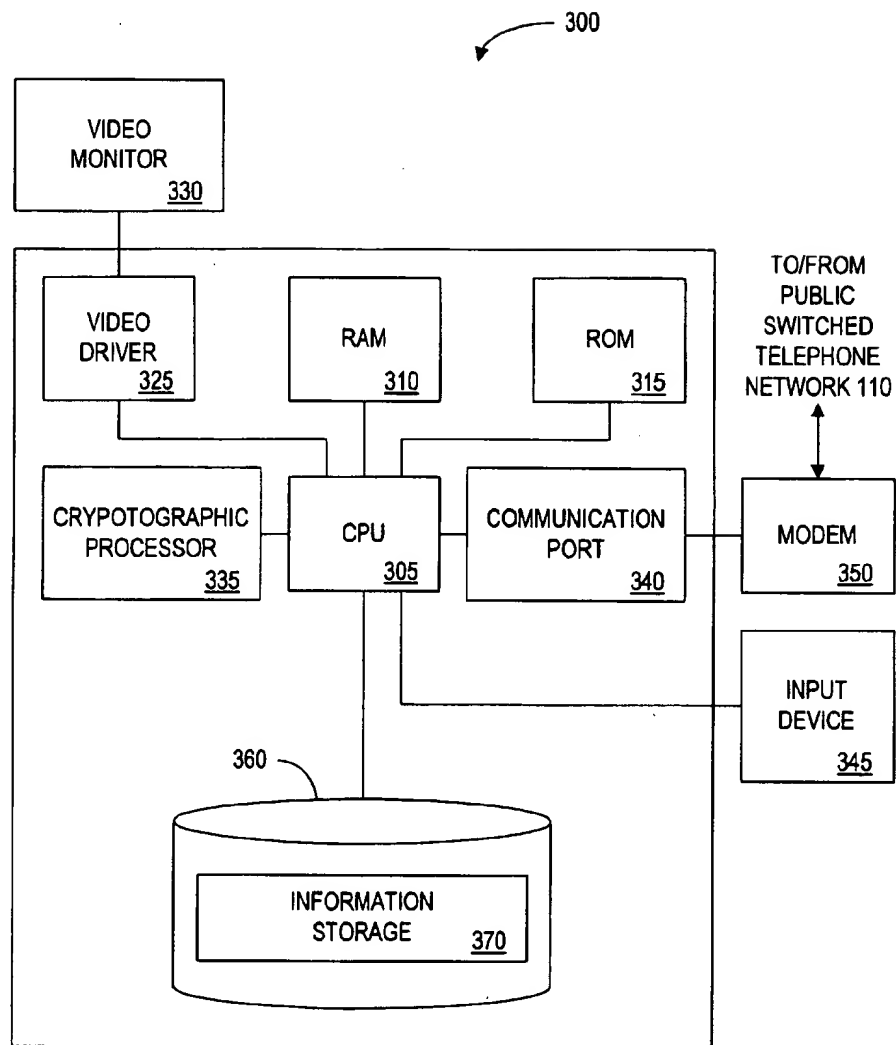 300
VIDEO
MONITOR
330
VIDEO
DRIVER
325
RAM
310
ROM
315
TO/FROM
PUBLIC
SWITCHED
TELEPHONE
NETWORK 110
CRYPOTOGRAPHIC
PROCESSOR
335
CPU
305
COMMUNICATION
PORT
340
MODEM
350
INPUT
DEVICE
345
360
INFORMATION
STORAGE
370